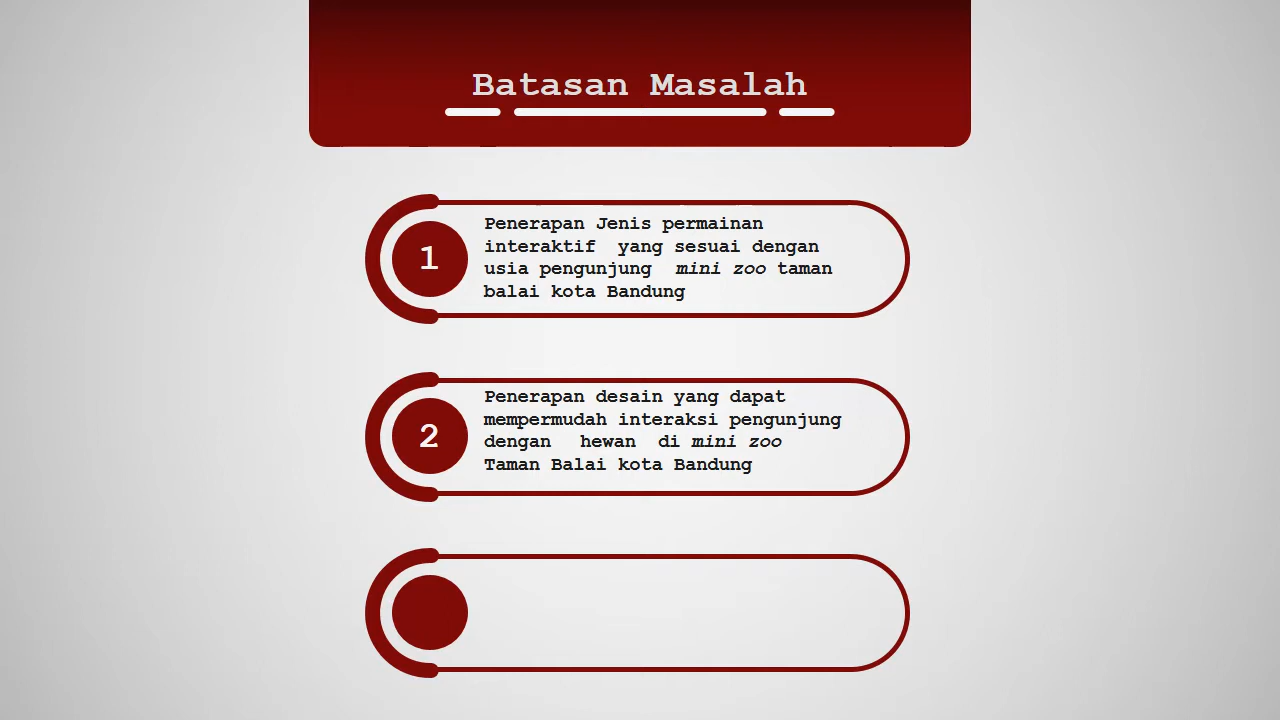 Batasan Masalah
1
Penerapan Jenis permainan
interaktif yang sesuai dengan
usia pengunjung mini zoo taman
balai kota Bandung
2
Penerapan desain yang dapat
mempermudah interaksi pengunjung
dengan hewan di mini zoo
Taman Balai kota Bandung